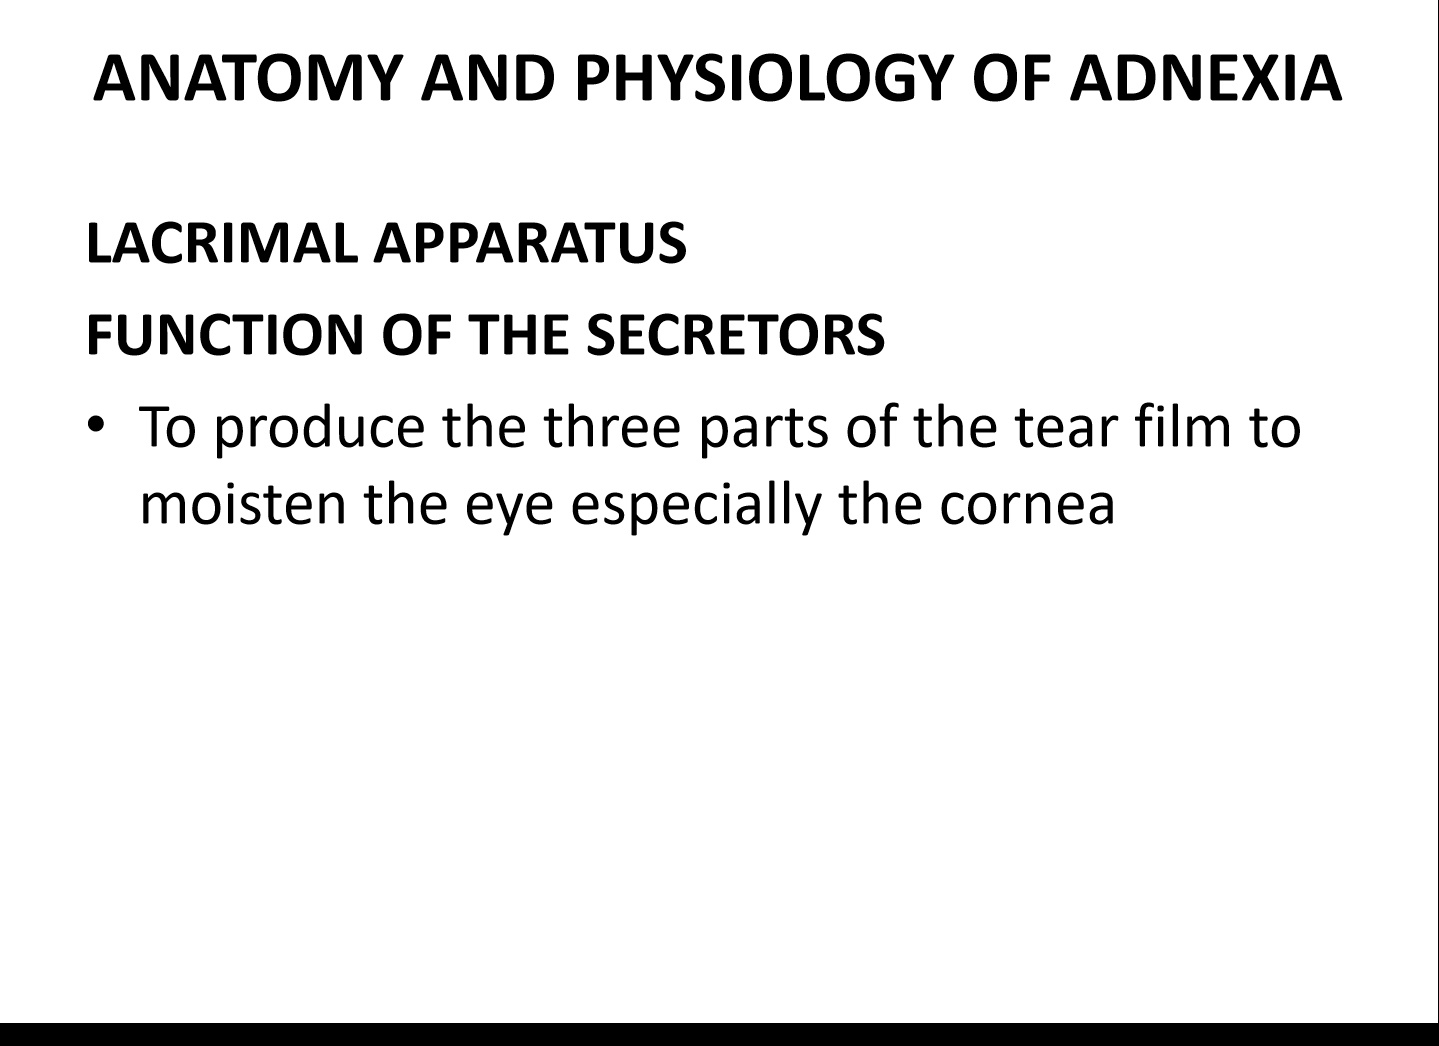 ANATOMY AND PHYSIOLOGY OF ADNEXIA
LACRIMAL APPARATUS
FUNCTION OF THE SECRETORS
• To produce the three parts of the tear film to
moisten the eye especially the cornea